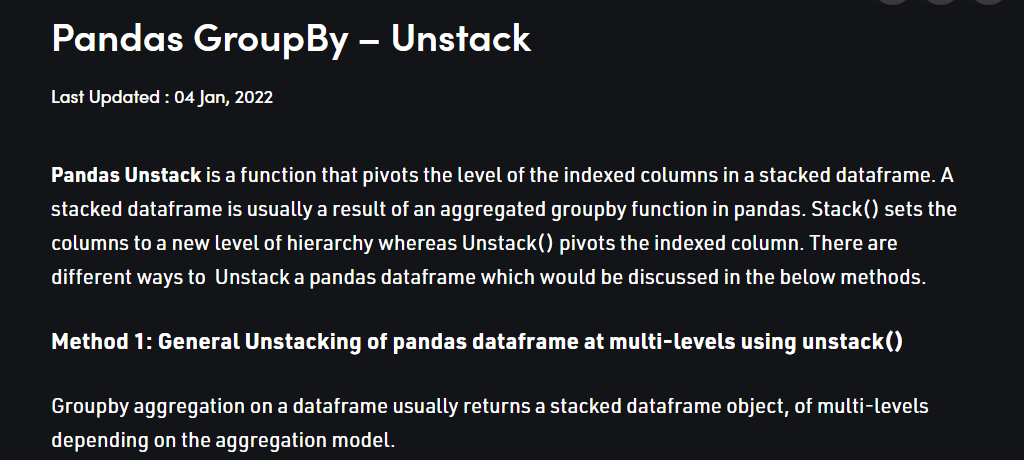 Pandas GroupBy – Unstack
Last Updated : 04 Jan, 2022
Pandas Unstack is a function that pivots the level of the indexed columns in a stacked dataframe. A
stacked dataframe is usually a result of an aggregated groupby function in pandas. Stack() sets the
columns to a new level of hierarchy whereas Unstack() pivots the indexed column. There are
different ways to  Unstack a pandas dataframe which would be discussed in the below methods.
Method 1: General Unstacking of pandas dataframe at multi-levels using unstack()
Groupby aggregation on a dataframe usually returns a stacked dataframe object, of multi-levels
depending on the aggregation model.